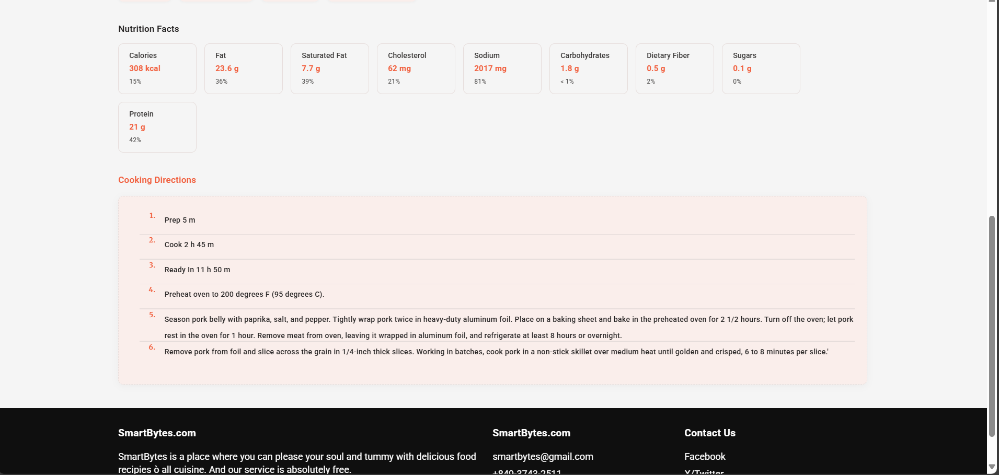 Nutrition Facts
Calories
308 kcal
15%
Fat
23.6 g
36%
Saturated Fat
7.7 g
39%
Cholesterol
62 mg
21%
Sodium
2017 mg
81%
Carbohydrates
1.8 g
< 1%
Dietary Fiber
0.5 g
2%
Sugars
0.1 g
0%
Protein
21 g
42%
Cooking Directions
1. Prep 5 m
2. Cook 2 h 45 m
3. Ready In 11 h 50 m
4. Preheat oven to 200 degrees F (95 degrees C).
5. Season pork belly with paprika, salt, and pepper. Tightly wrap pork twice in heavy-duty aluminum foil. Place on a baking sheet and bake in the preheated oven for 2 1/2 hours. Turn off the oven; let pork
rest in the oven for 1 hour. Remove meat from oven, leaving it wrapped in aluminum foil, and refrigerate at least 8 hours or overnight.
6. Remove pork from foil and slice across the grain in 1/4-inch thick slices. Working in batches, cook pork in a non-stick skillet over medium heat until golden and crisped, 6 to 8 minutes per slice.'
SmartBytes.com
SmartBytes is a place where you can please your soul and tummy with delicious food
recipies ò all cuisine. And our service is absolutely free.
SmartBytes.com
smartbytes@gmail.com
+849-3743-2511
Contact Us
Facebook
X/Twitter